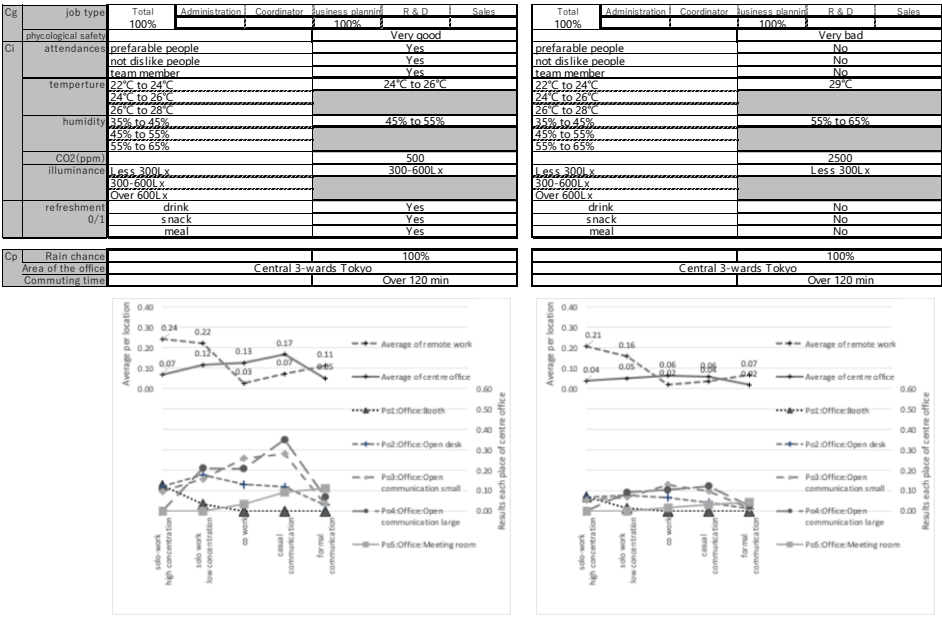 Cg job type Total Administration Coordinator usiness plannin R & D Sales Total Administration Coordinator usiness plannin R & D Sales
100% 100% 100% 100%
phycological safety Very good Very bad
Ci attendances prefarable people Yes prefarable people No
not dislike people Yes not dislike people No
team member Yes team member No
temperture 22℃ to 24℃ 24℃ to 26℃ 22℃ to 24℃ 29℃
24℃ to 26℃ 24℃ to 26℃
26℃ to 28℃ 26℃ to 28℃
humidity 35% to 45% 45% to 55% 35% to 45% 55% to 65%
45% to 55% 45% to 55%
55% to 65% 55% to 65%
CO2(ppm) 500 2500
illuminance Less 300Lx 300-600Lx Less 300Lx Less 300Lx
300-600Lx 300-600Lx
Over 600Lx Over 600Lx
refreshment drink Yes drink No
0/1 snack Yes snack No
meal Yes meal No
Cp Rain chance 100% 100%
Area of the office Central 3-wards Tokyo Central 3-wards Tokyo
Commuting time Over 120 min Over 120 min
Average per location
0.40
0.30
0.20
0.10
0.00
0.24
0.22
0.03
0.07
0.11
0.07
0.12
0.13
0.17
0.05
Average of remote work
Average of centre office
Po1:Office:Booth
Po2:Office:Open desk
Po3:Office:Open
communication small
Po4:Office:Open
communication large
Po5:Office:Meeting room
0.60
0.50
0.40
0.30
0.20
0.10
0.00
Results each place of centre office
solo-work
high concentration
solo work
low concentration
co work
casual
communication
formal
communication
Average per location
0.40
0.30
0.20
0.10
0.00
0.21
0.16
0.02
0.04
0.07
0.04
0.05
0.06
0.06
0.02
Average of remote work
Average of centre office
Po1:Office:Booth
Po2:Office:Open desk
Po3:Office:Open
communication small
Po4:Office:Open
communication large
Po5:Office:Meeting room
0.60
0.50
0.40
0.30
0.20
0.10
0.00
Results each place of centre office
solo-work
high concentration
solo work
low concentration
co work
casual
communication
formal
communication